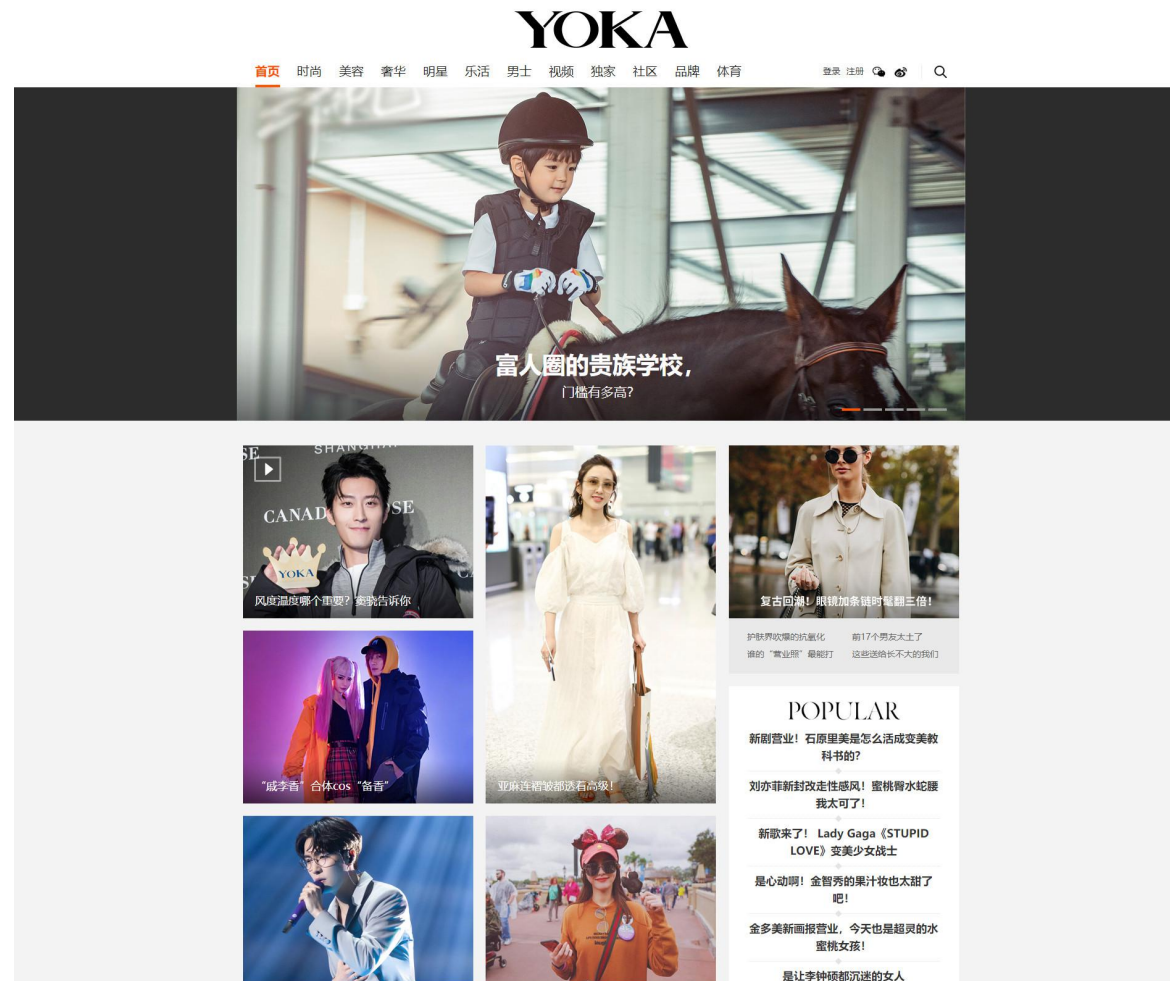 YOKA
首页 时尚 美容 奢华 明星 乐活 男士 视频 独家 社区 品牌 体育 登录 注册
富人圈的贵族学校，
门槛有多高?
SHANGHA
CANAD
SE
YOKA
风度温度哪个重要？窦骁告诉你
复古回潮！眼镜加条链时髦翻三倍！
护肤界吹爆的抗氧化 前17个男友太土了
谁的“营业照”最能打 这些送给长不大的我们
“戚李香”合体cos“备香”
亚麻连褶皱都透着高级！
POPULAR
新剧营业！石原里美是怎么活成变美教
科书的？
刘亦菲新封改走性感风！蜜桃臀水蛇腰
我太可了！
新歌来了！ Lady Gaga《STUPID
LOVE》变美少女战士
是心动啊！金智秀的果汁妆也太甜了
吧！
金多美新画报营业，今天也是超灵的水
蜜桃女孩！
是让李钟硕都沉迷的女人